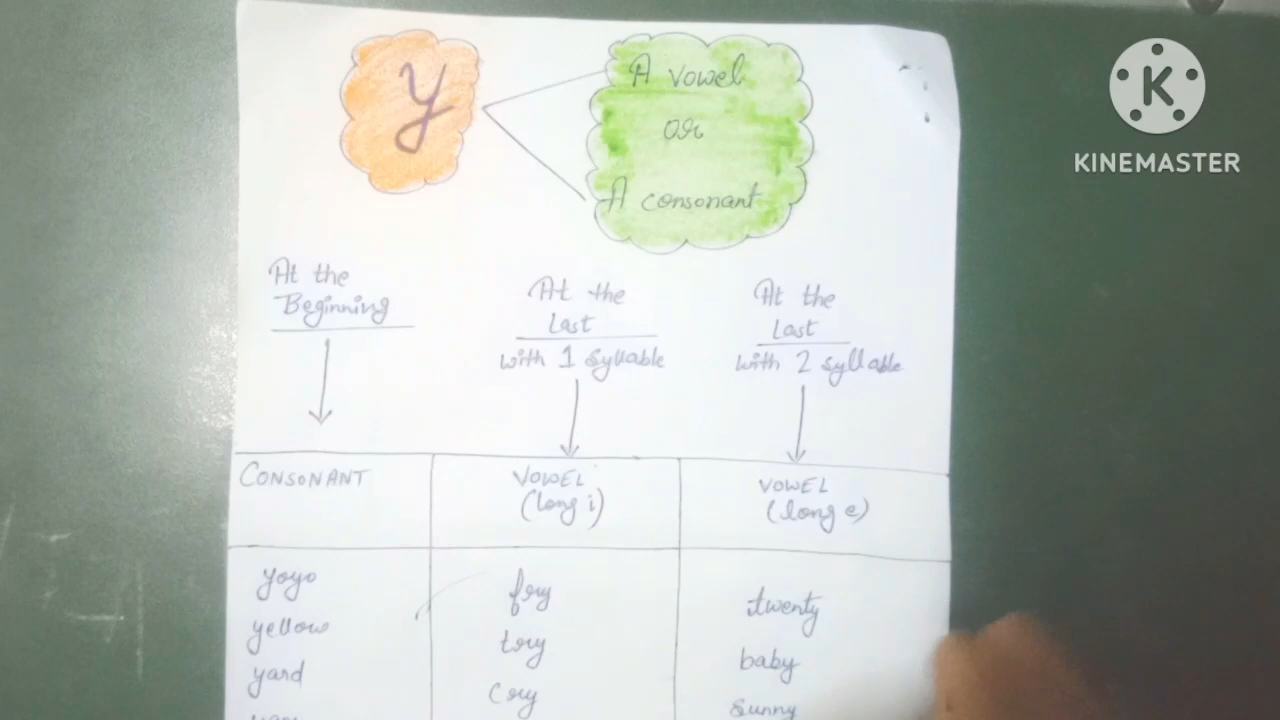 y
A vowel
or
A consonant
At the
Beginning
At the
Last
with 1 Syllable
At the
Last
with 2 syllable
CONSONANT
VOWEL
(long i)
VOWEL
(long e)
yoyo
yellow
yard
fry
try
Cry
twenty
baby
Sunny
K
KINEMASTER